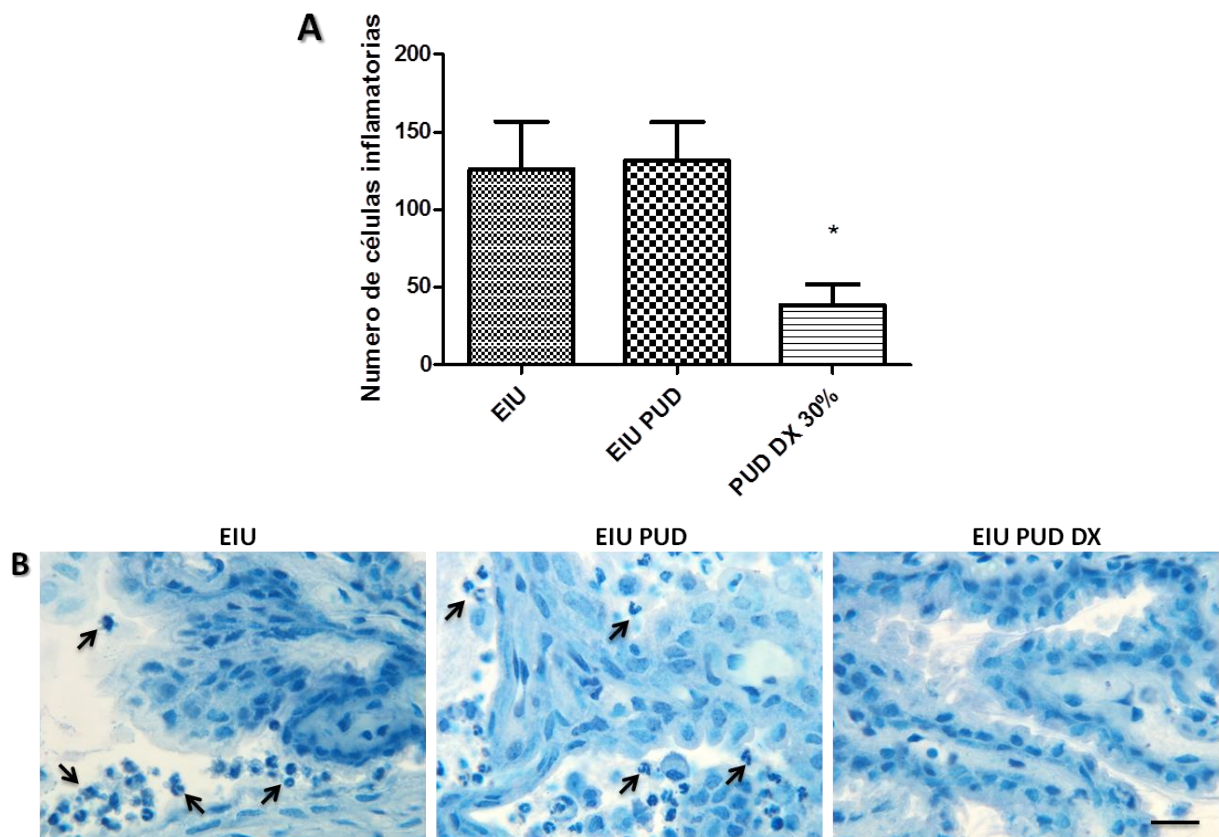 A
Numero de células inflamatorias
200
150
100
50
0
*
EIU
EIU PUD
PUD DX 30%
B
EIU
EIU PUD
EIU PUD DX